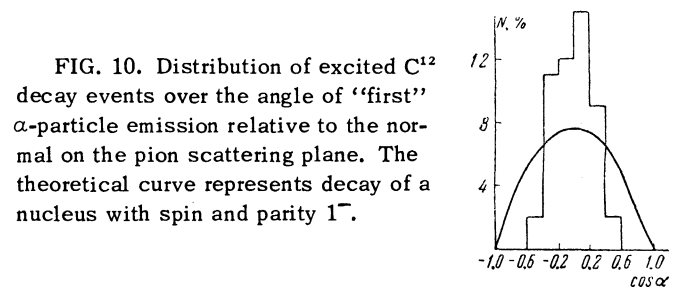 FIG. 10. Distribution of excited C¹²
decay events over the angle of “first”
α-particle emission relative to the nor-
mal on the pion scattering plane. The
theoretical curve represents decay of a
nucleus with spin and parity 1⁻.
N, %
12
8
4
-1.0 -0.6 -0.2 0.2 0.6 1.0
cos α